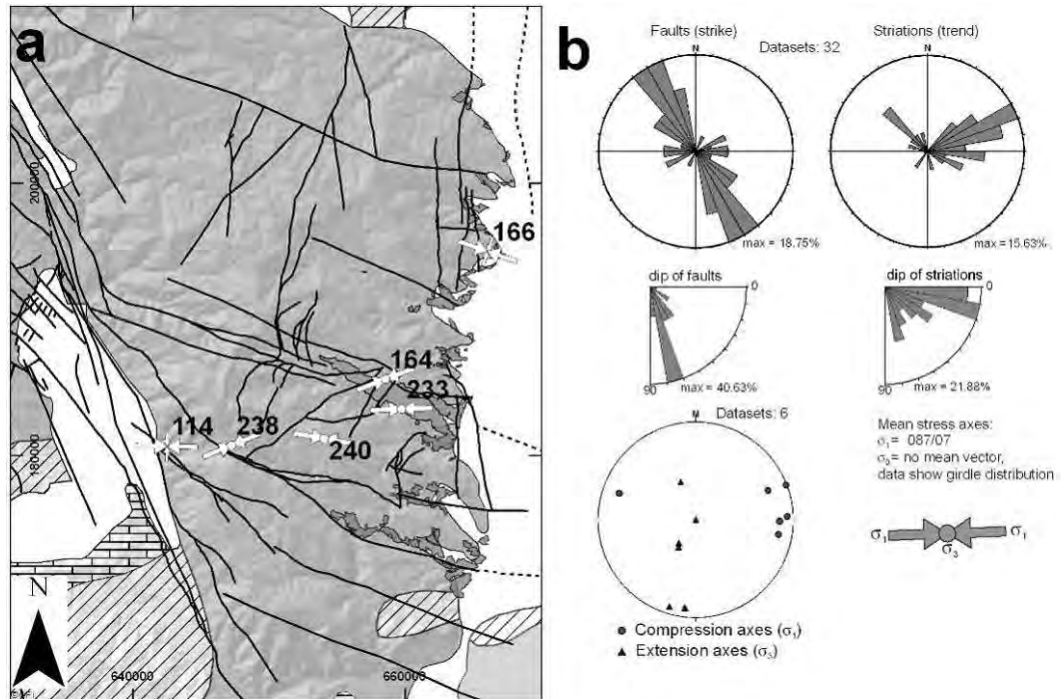 a
166
200000
164
233
114
238
240
180000
N
640000
660000
b
Faults (strike)
Datasets: 32
Striations (trend)
N
N
max = 18.75%
max = 15.63%
dip of faults
dip of striations
0
0
90
max = 40.63%
90
max = 21.88%
N
Datasets: 6
Mean stress axes:
σ₁= 087/07
σ₃= no mean vector,
data show girdle distribution
σ₁
σ₃
σ₁
Compression axes (σ₁)
Extension axes (σ₃)